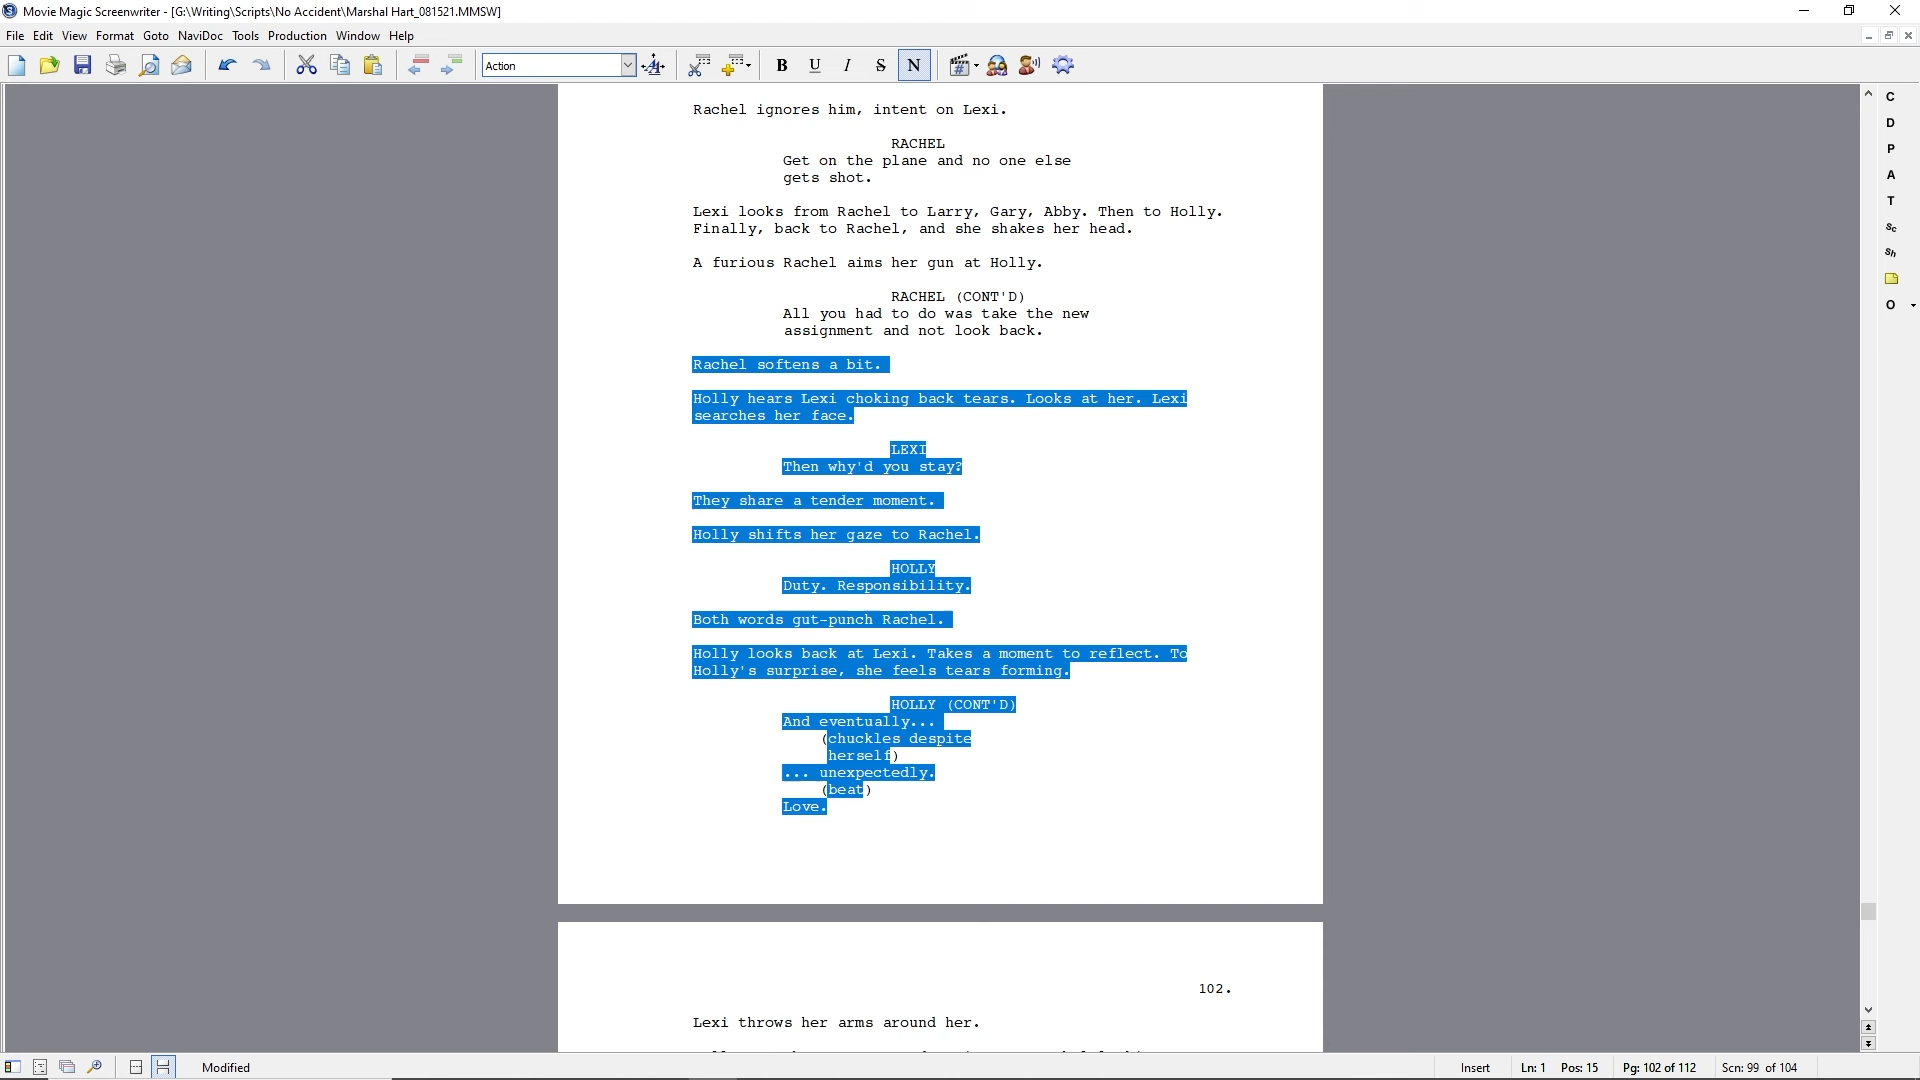 Movie Magic Screenwriter - [G:\Writing\Scripts\No Accident\Marshal Hart_081521.MMSW]
File Edit View Format Goto NaviDoc Tools Production Window Help
Action B U I S N
C
D
P
A
T
Sc
Sh
O
Rachel ignores him, intent on Lexi.
RACHEL
Get on the plane and no one else
gets shot.
Lexi looks from Rachel to Larry, Gary, Abby. Then to Holly.
Finally, back to Rachel, and she shakes her head.
A furious Rachel aims her gun at Holly.
RACHEL (CONT'D)
All you had to do was take the new
assignment and not look back.
Rachel softens a bit.
Holly hears Lexi choking back tears. Looks at her. Lexi
searches her face.
LEXI
Then why'd you stay?
They share a tender moment.
Holly shifts her gaze to Rachel.
HOLLY
Duty. Responsibility.
Both words gut-punch Rachel.
Holly looks back at Lexi. Takes a moment to reflect. To
Holly's surprise, she feels tears forming.
HOLLY (CONT'D)
And eventually...
(chuckles despite
herself)
... unexpectedly.
(beat)
Love.
102.
Lexi throws her arms around her.
Modified Insert Ln: 1 Pos: 15 Pg: 102 of 112 Scn: 99 of 104